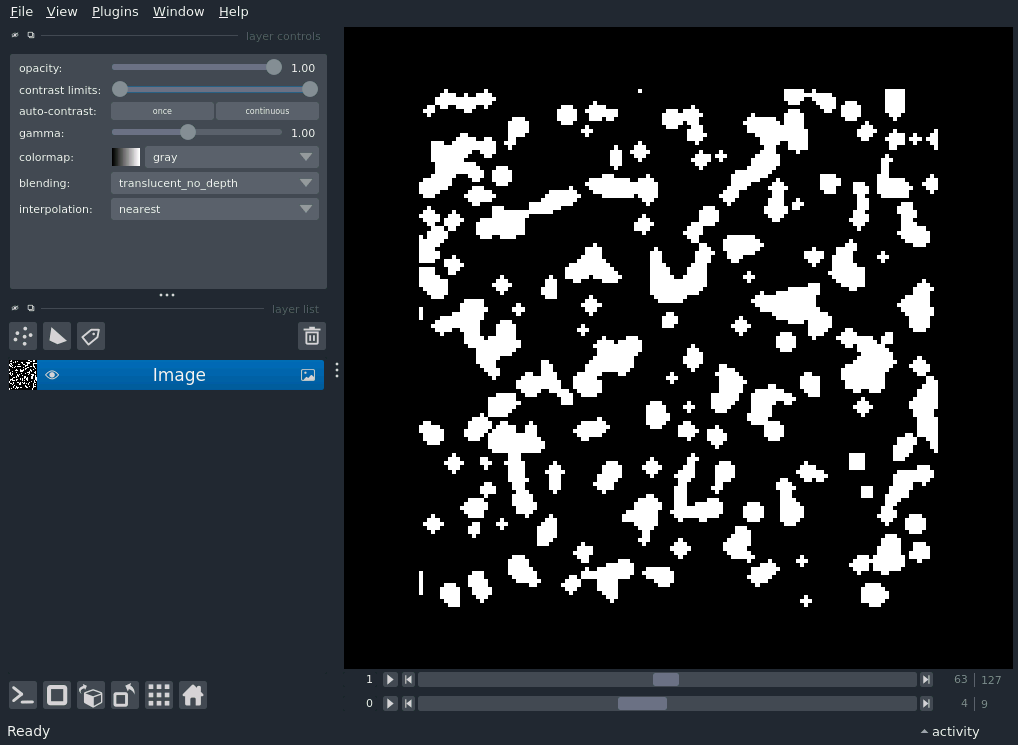 File View Plugins Window Help
layer controls
opacity: 1.00
contrast limits:
auto-contrast: once continuous
gamma: 1.00
colormap: gray
blending: translucent_no_depth
interpolation: nearest
layer list
Image
1 63 127
0 4 9
Ready activity